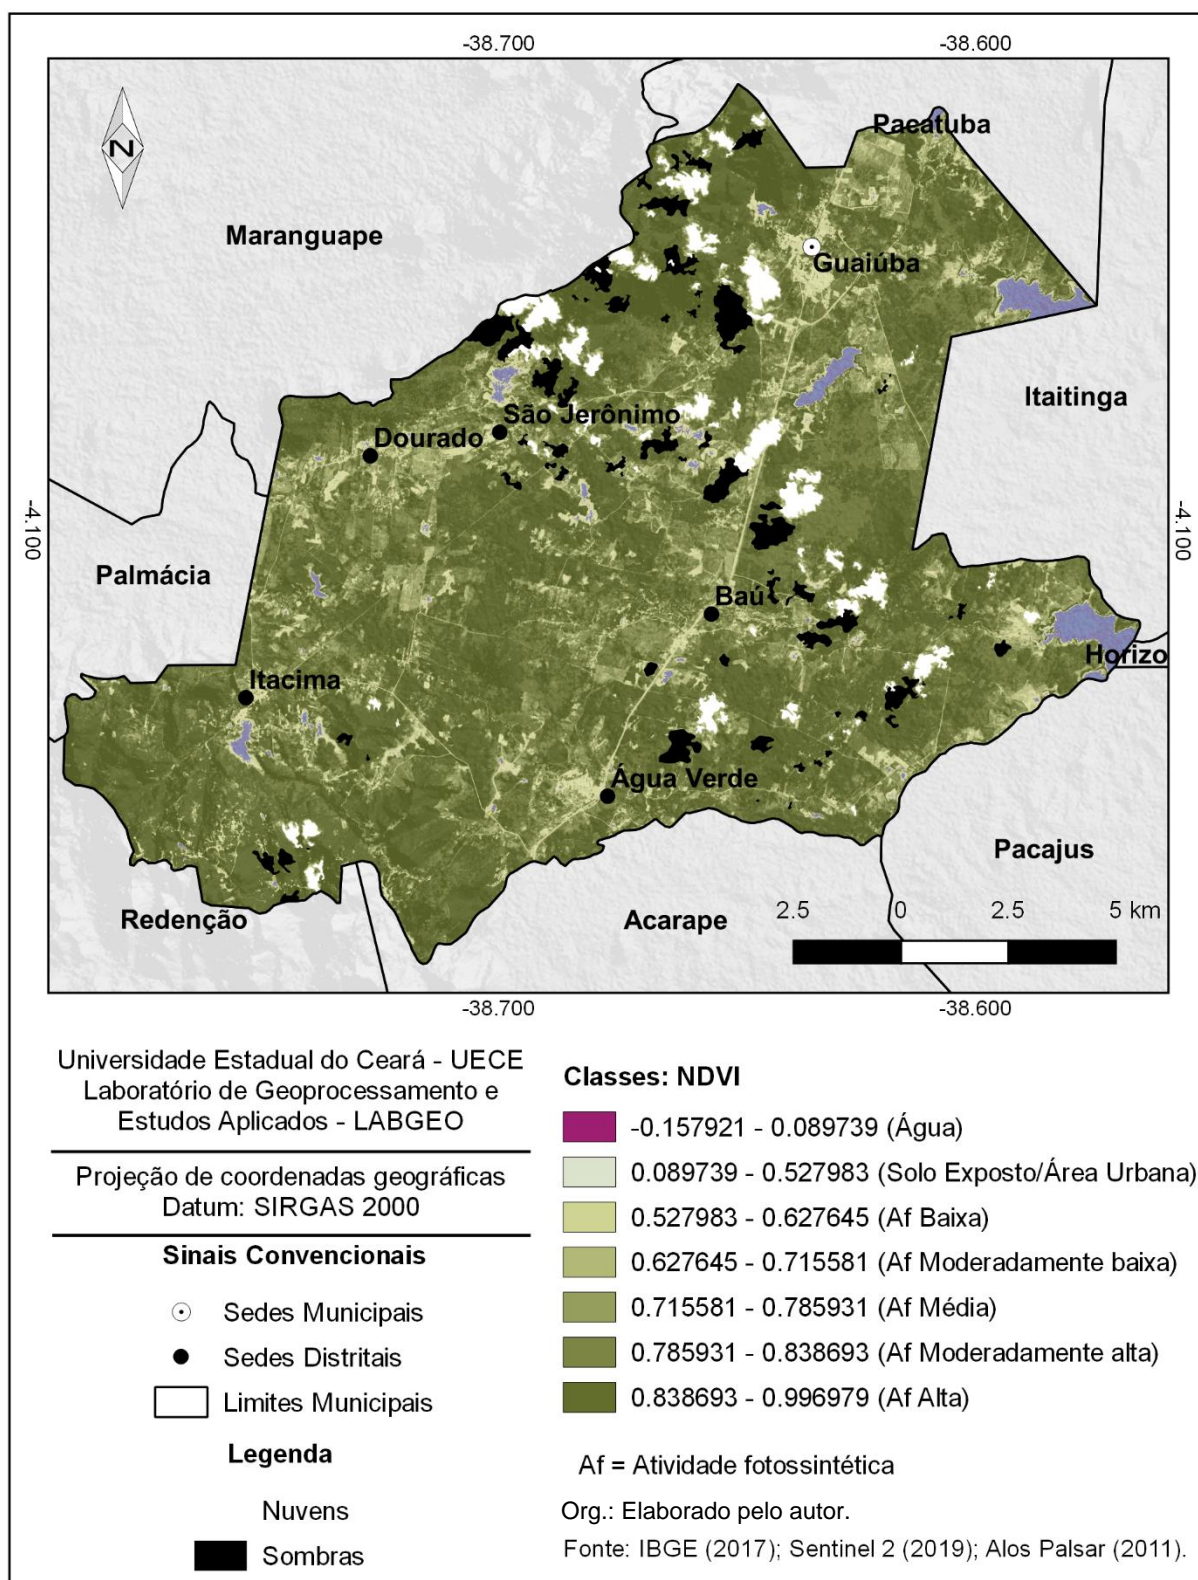 -38.700
-38.600
Pacatuba
N
Maranguape
Guaiúba
Itaitinga
São Jerônimo
Dourado
-4.100
-4.100
Palmácia
Baú
Horizo
Itacima
Água Verde
Pacajus
Redenção
Acarape
2.5 0 2.5 5 km
-38.700
-38.600
Universidade Estadual do Ceará - UECE
Laboratório de Geoprocessamento e
Estudos Aplicados - LABGEO
Projeção de coordenadas geográficas
Datum: SIRGAS 2000
Sinais Convencionais
Sedes Municipais
Sedes Distritais
Limites Municipais
Legenda
Nuvens
Sombras
Classes: NDVI
-0.157921 - 0.089739 (Água)
0.089739 - 0.527983 (Solo Exposto/Área Urbana)
0.527983 - 0.627645 (Af Baixa)
0.627645 - 0.715581 (Af Moderadamente baixa)
0.715581 - 0.785931 (Af Média)
0.785931 - 0.838693 (Af Moderadamente alta)
0.838693 - 0.996979 (Af Alta)
Af = Atividade fotossintética
Org.: Elaborado pelo autor.
Fonte: IBGE (2017); Sentinel 2 (2019); Alos Palsar (2011).